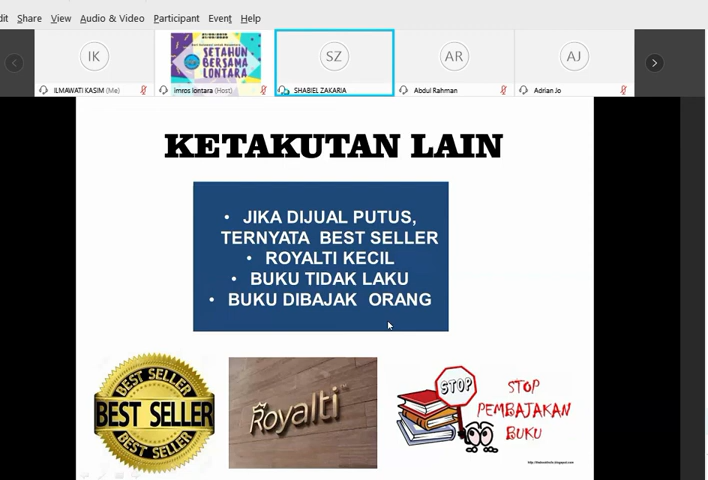 dit Share View Audio & Video Participant Event Help
IK
SETAHUN
BERSAMA
LONTARA
SZ
AR
AJ
ILMAWATI KASIM (Me)
imros lontara (Host)
SHABIEL ZAKARIA
Abdul Rahman
Adrian Jo
KETAKUTAN LAIN
• JIKA DIJUAL PUTUS,
TERNYATA BEST SELLER
• ROYALTI KECIL
• BUKU TIDAK LAKU
• BUKU DIBAJAK ORANG
BEST SELLER
BEST SELLER
BEST SELLER
Royalti™
STOP
STOP
PEMBAJAKAN
BUKU